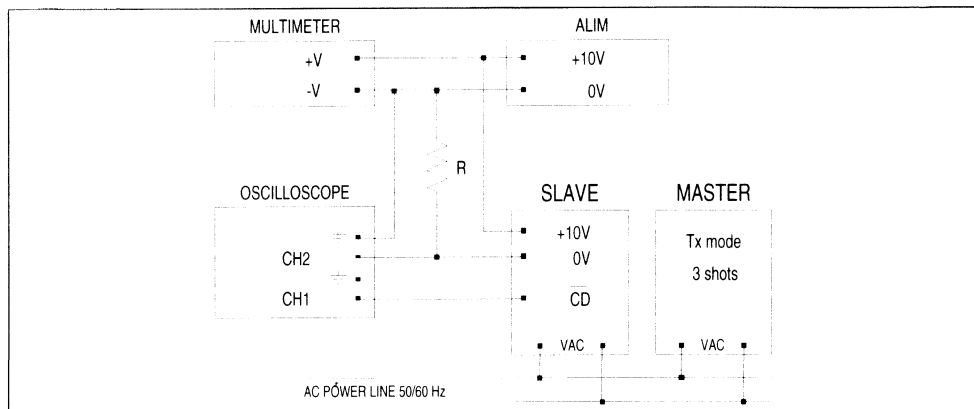 MULTIMETER
+V
-V
ALIM
+10V
0V
R
OSCILLOSCOPE
CH2
CH1
SLAVE
+10V
0V
CD
VAC
MASTER
Tx mode
3 shots
VAC
AC POWER LINE 50/60 Hz